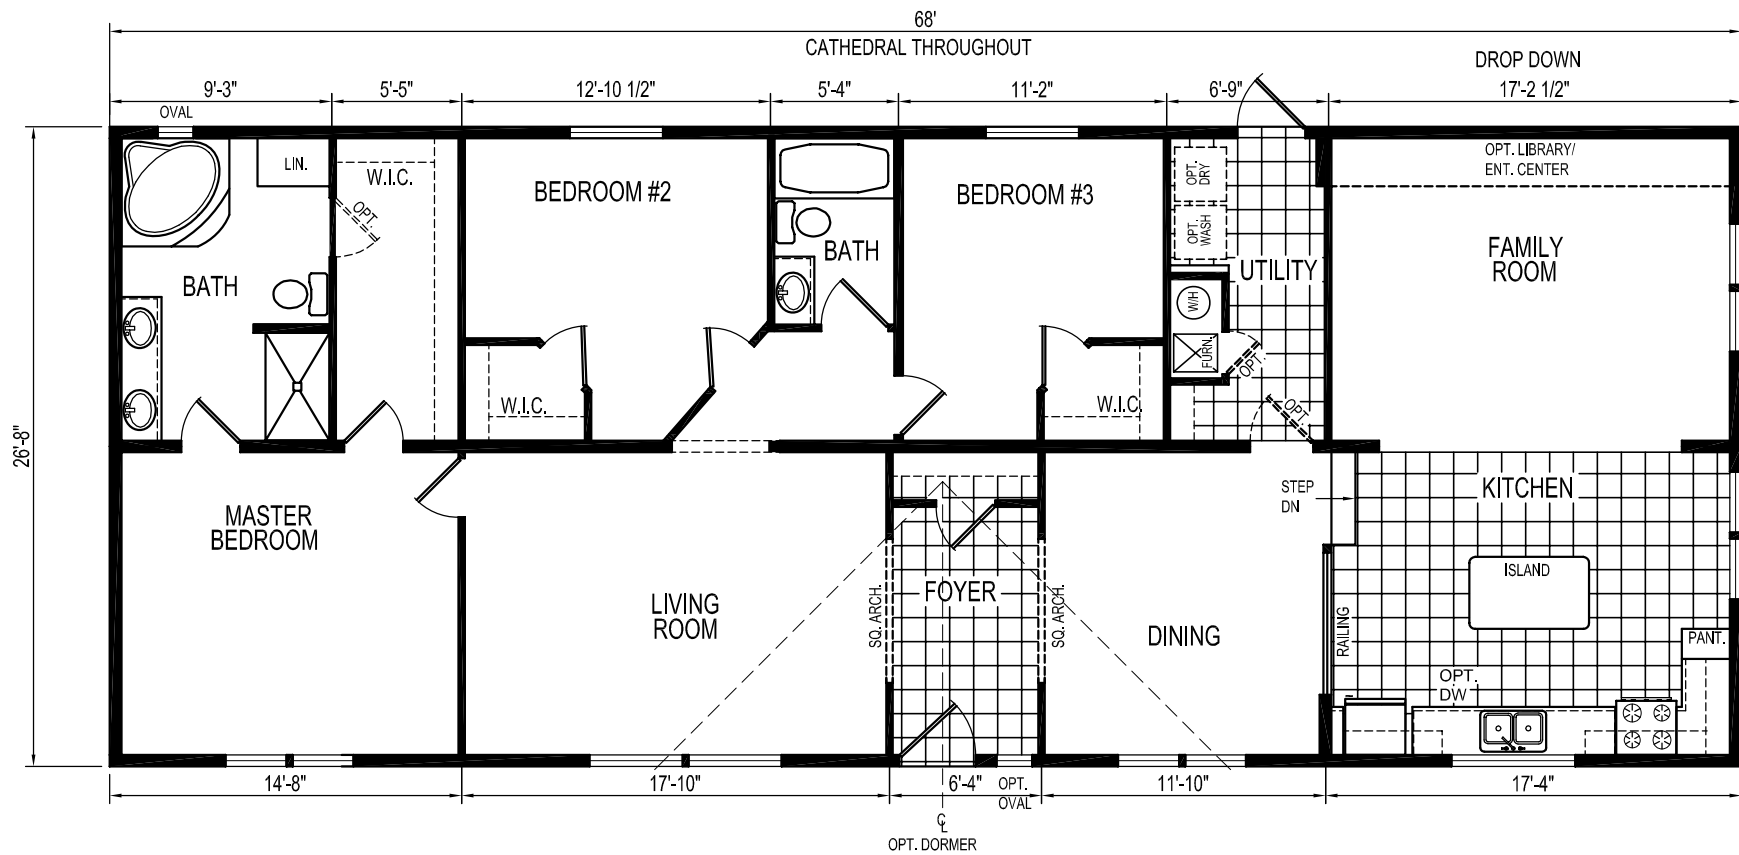 68'
CATHEDRAL THROUGHOUT
DROP DOWN
9'-3"
5'-5"
12'-10 1/2"
5'-4"
11'-2"
6'-9"
17'-2 1/2"
OVAL
LIN.
W.I.C.
OPT.
BATH
BEDROOM #2
W.I.C.
BATH
BEDROOM #3
W.I.C.
OPT.
DRY
OPT.
WASH
UTILITY
W/H
FURN.
OPT.
OPT.
OPT. LIBRARY/
ENT. CENTER
FAMILY
ROOM
26'-8"
MASTER
BEDROOM
LIVING
ROOM
SQ. ARCH.
FOYER
SQ. ARCH.
DINING
STEP
DN
RAILING
KITCHEN
ISLAND
PANT.
OPT.
DW
14'-8"
17'-10"
6'-4"
OPT.
OVAL
11'-10"
17'-4"
℄
OPT. DORMER